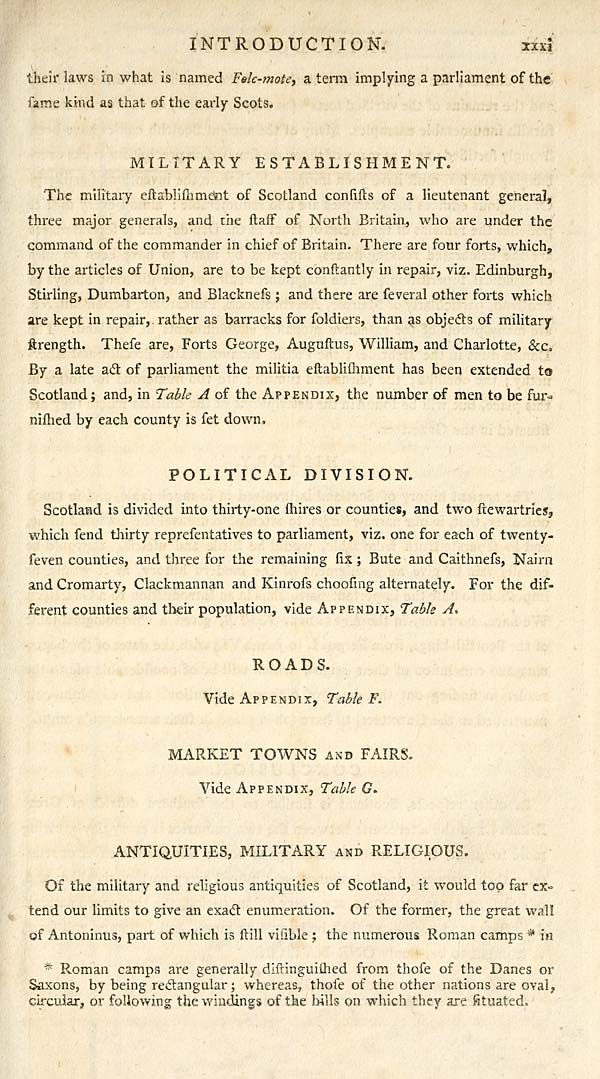 INTRODUCTION. xxxi
their laws in what is named Folc-mote, a term implying a parliament of the
ſame kind as that of the early Scots.
MILITARY ESTABLISHMENT.
The military eſtabliſhment of Scotland conſiſts of a lieutenant general,
three major generals, and the ſtaff of North Britain, who are under the
command of the commander in chief of Britain. There are four forts, which,
by the articles of Union, are to be kept conſtantly in repair, viz. Edinburgh,
Stirling, Dumbarton, and Blackneſs ; and there are ſeveral other forts which
are kept in repair, rather as barracks for ſoldiers, than as objects of military
ſtrength. Theſe are, Forts George, Auguſtus, William, and Charlotte, &c.
By a late act of parliament the militia eſtabliſhment has been extended to
Scotland ; and, in Table A of the APPENDIX, the number of men to be fur-
niſhed by each county is ſet down.
POLITICAL DIVISION.
Scotland is divided into thirty-one ſhires or counties, and two ſtewartries,
which ſend thirty repreſentatives to parliament, viz. one for each of twenty-
ſeven counties, and three for the remaining ſix ; Bute and Caithneſs, Nairn
and Cromarty, Clackmannan and Kinroſs chooſing alternately. For the dif-
ferent counties and their population, vide APPENDIX, Table A.
ROADS.
Vide APPENDIX, Table F.
MARKET TOWNS AND FAIRS.
Vide APPENDIX, Table G.
ANTIQUITIES, MILITARY AND RELIGIOUS.
Of the military and religious antiquities of Scotland, it would too far ex-
tend our limits to give an exact enumeration. Of the former, the great wall
of Antoninus, part of which is ſtill viſible ; the numerous Roman camps * in
* Roman camps are generally diſtinguiſhed from thoſe of the Danes or
Saxons, by being rectangular ; whereas, thoſe of the other nations are oval,
circular, or following the windings of the hills on which they are ſituated.